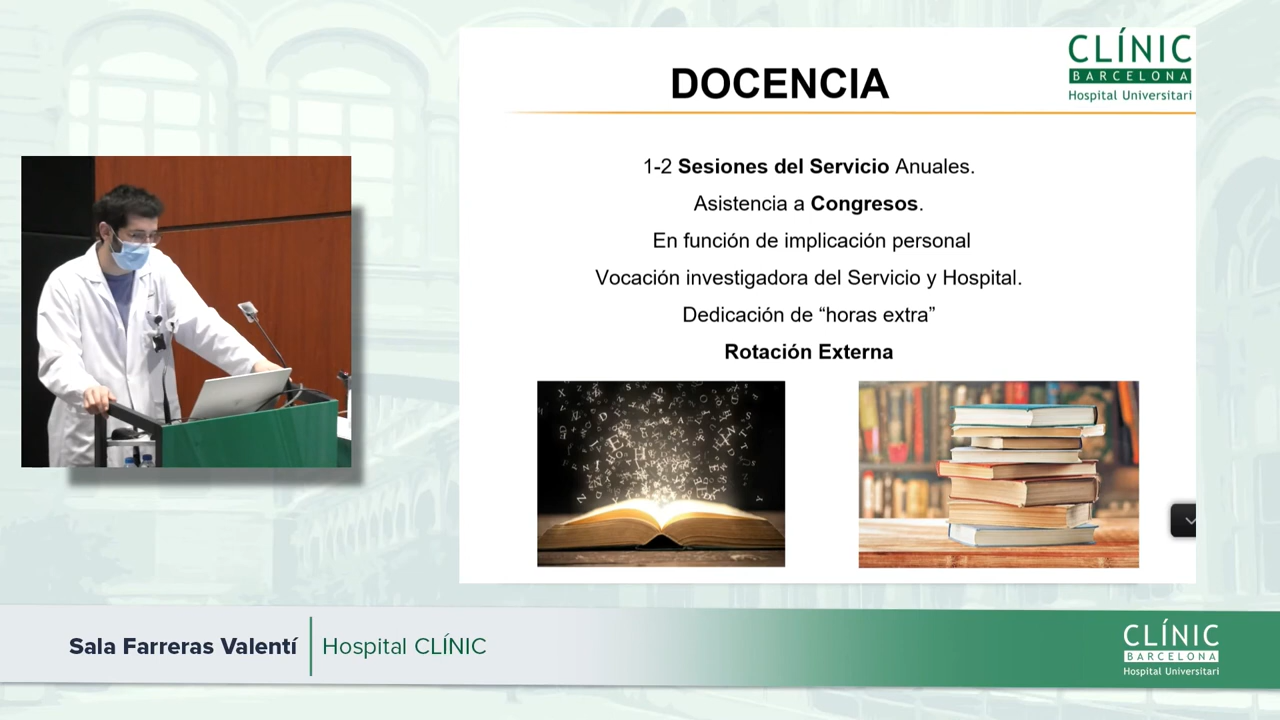 CLÍNIC
BARCELONA
Hospital Universitari
DOCENCIA
1-2 Sesiones del Servicio Anuales.
Asistencia a Congresos.
En función de implicación personal
Vocación investigadora del Servicio y Hospital.
Dedicación de “horas extra”
Rotación Externa
Sala Farreras Valentí
Hospital CLÍNIC
CLÍNIC
BARCELONA
Hospital Universitari